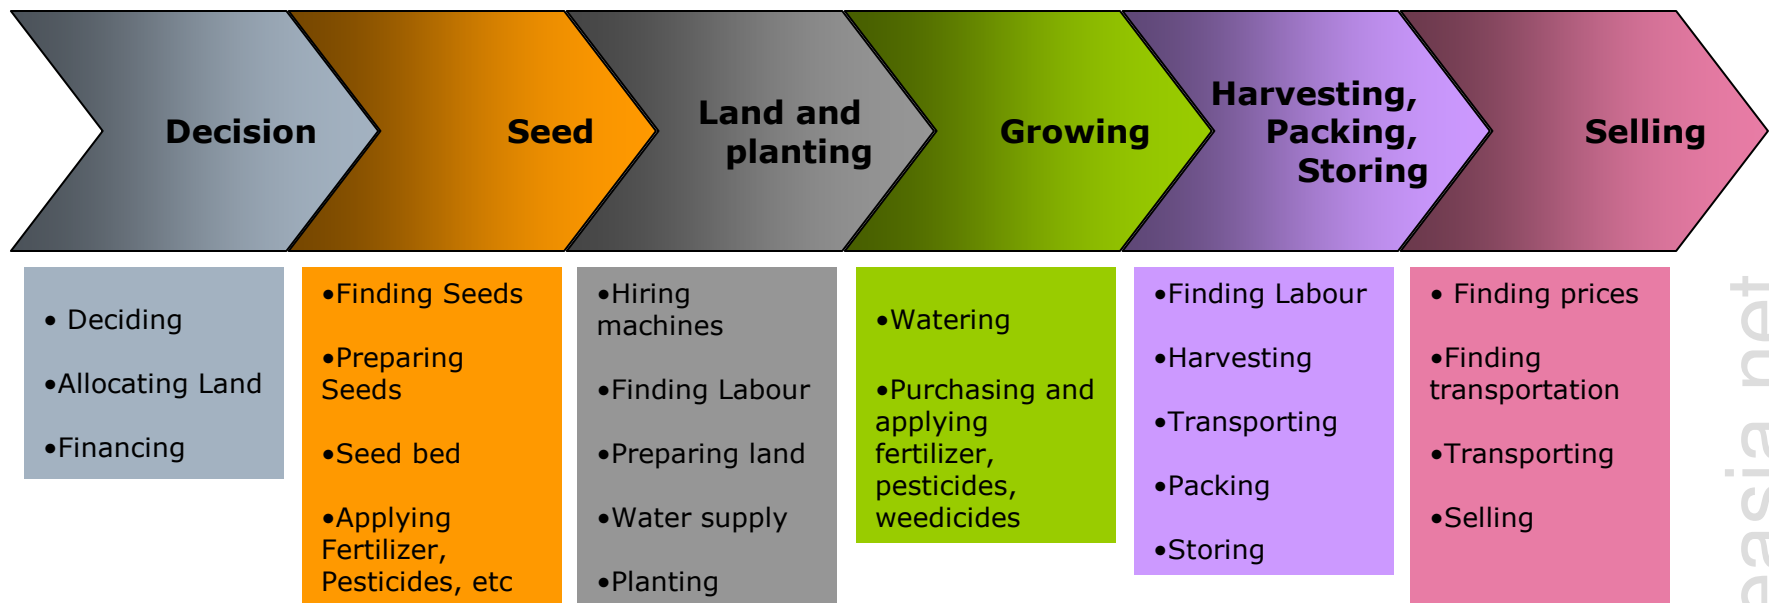 Decision
Seed
Land and
planting
Growing
Harvesting,
Packing,
Storing
Selling
• Deciding
•Allocating Land
•Financing
•Finding Seeds
•Preparing
Seeds
•Seed bed
•Applying
Fertilizer,
Pesticides, etc
•Hiring
machines
•Finding Labour
•Preparing land
•Water supply
•Planting
•Watering
•Purchasing and
applying
fertilizer,
pesticides,
weedicides
•Finding Labour
•Harvesting
•Transporting
•Packing
•Storing
• Finding prices
•Finding
transportation
•Transporting
•Selling
easia.net